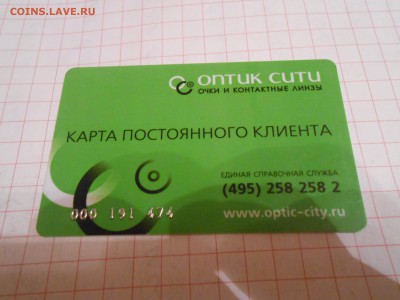 COINS.LAVE.RU
ОПТИК СИТИ
ОЧКИ И КОНТАКТНЫЕ ЛИНЗЫ
КАРТА ПОСТОЯННОГО КЛИЕНТА
ЕДИНАЯ СПРАВОЧНАЯ СЛУЖБА
(495) 258 258 2
000 191 474
www.optic-city.ru